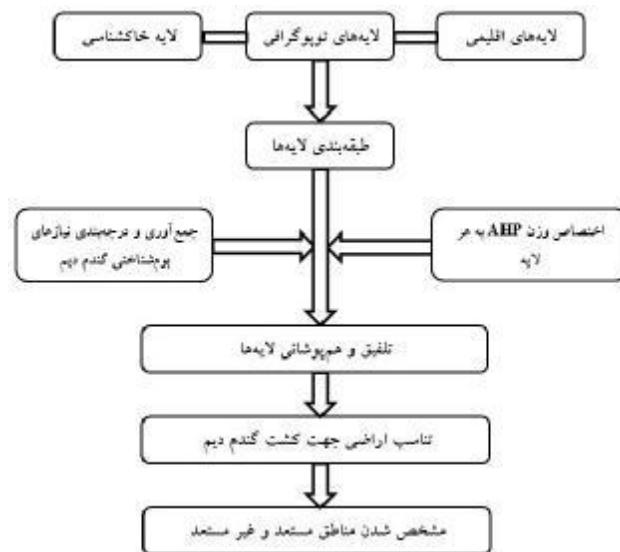 لایه‌های اقلیمی
لایه‌های توپوگرافی
لایه خاکشناسی
طبقه‌بندی لایه‌ها
اختصاص وزن AHP به هر
لایه
جمع‌آوری و درجه‌بندی نیازهای
بوم‌شناختی گندم دیم
تلفیق و هم‌پوشانی لایه‌ها
تناسب اراضی جهت کشت گندم دیم
مشخص شدن مناطق مستعد و غیر مستعد